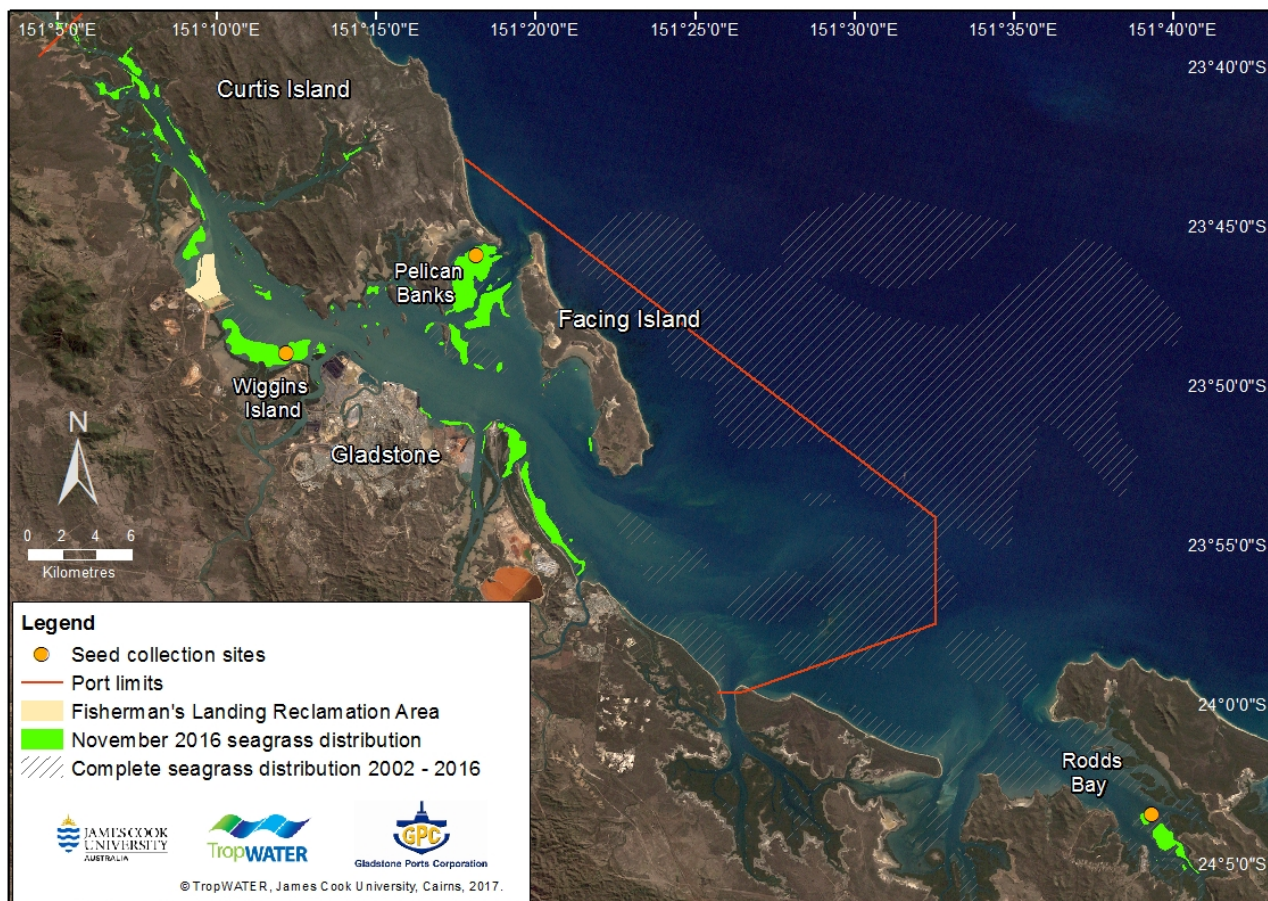 151°5'0"E 151°10'0"E 151°15'0"E 151°20'0"E 151°25'0"E 151°30'0"E 151°35'0"E 151°40'0"E
23°40'0"S
Curtis Island
23°45'0"S
Pelican
Banks
Facing Island
23°50'0"S
Wiggins
Island
N
Gladstone
0 2 4 6
Kilometres
23°55'0"S
24°0'0"S
Rodds
Bay
24°5'0"S
Legend
Seed collection sites
Port limits
Fisherman's Landing Reclamation Area
November 2016 seagrass distribution
Complete seagrass distribution 2002 - 2016
JAMES COOK
UNIVERSITY
AUSTRALIA
TropWATER
GPC
Gladstone Ports Corporation
© TropWATER, James Cook University, Cairns, 2017.